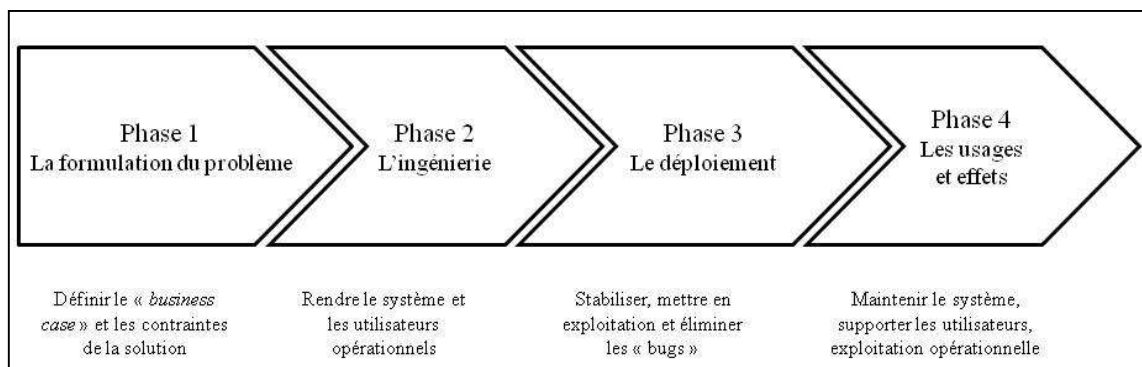 Phase 1
La formulation du problème
Phase 2
L'ingénierie
Phase 3
Le déploiement
Phase 4
Les usages
et effets
Définir le « business
case » et les contraintes
de la solution
Rendre le système et
les utilisateurs
opérationnels
Stabiliser, mettre en
exploitation et éliminer
les « bugs »
Maintenir le système,
supporter les utilisateurs,
exploitation opérationnelle